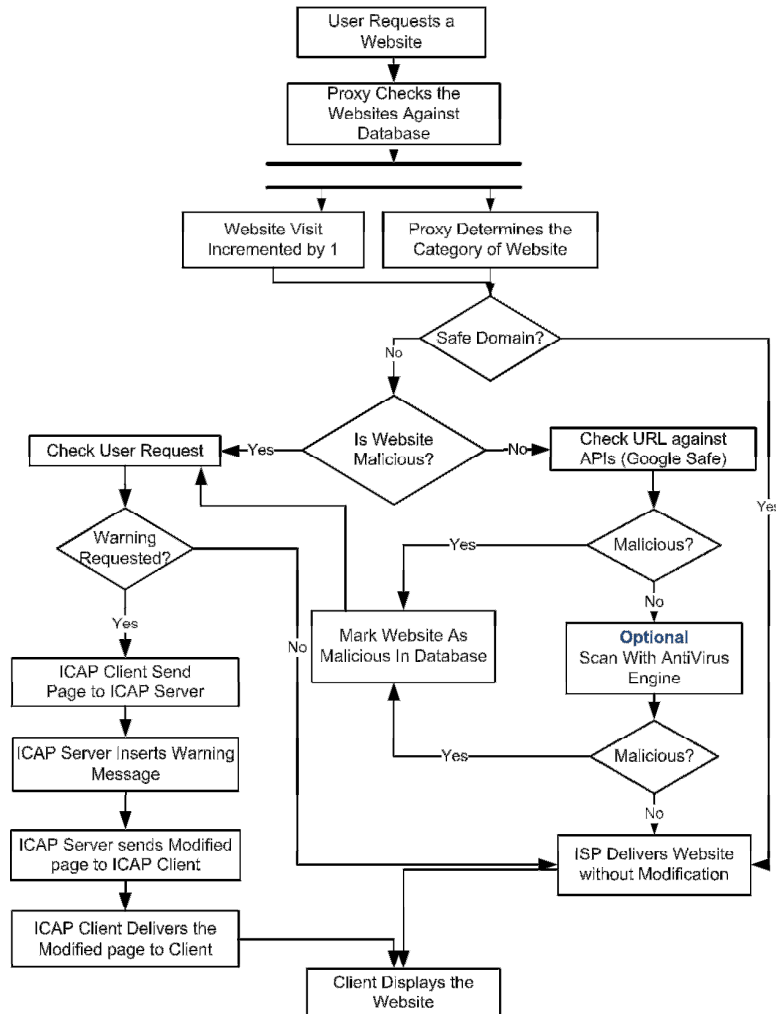 User Requests a
Website
Proxy Checks the
Websites Against
Database
Website Visit
Incremented by 1
Proxy Determines the
Category of Website
Safe Domain?
No
Yes
Is Website
Malicious?
Yes
No
Check User Request
Check URL against
APIs (Google Safe)
Warning
Requested?
Malicious?
Yes
No
Yes
No
Mark Website As
Malicious In Database
Optional
Scan With AntiVirus
Engine
ICAP Client Send
Page to ICAP Server
ICAP Server Inserts Warning
Message
Malicious?
Yes
No
ICAP Server sends Modified
page to ICAP Client
ISP Delivers Website
without Modification
ICAP Client Delivers the
Modified page to Client
Client Displays the
Website